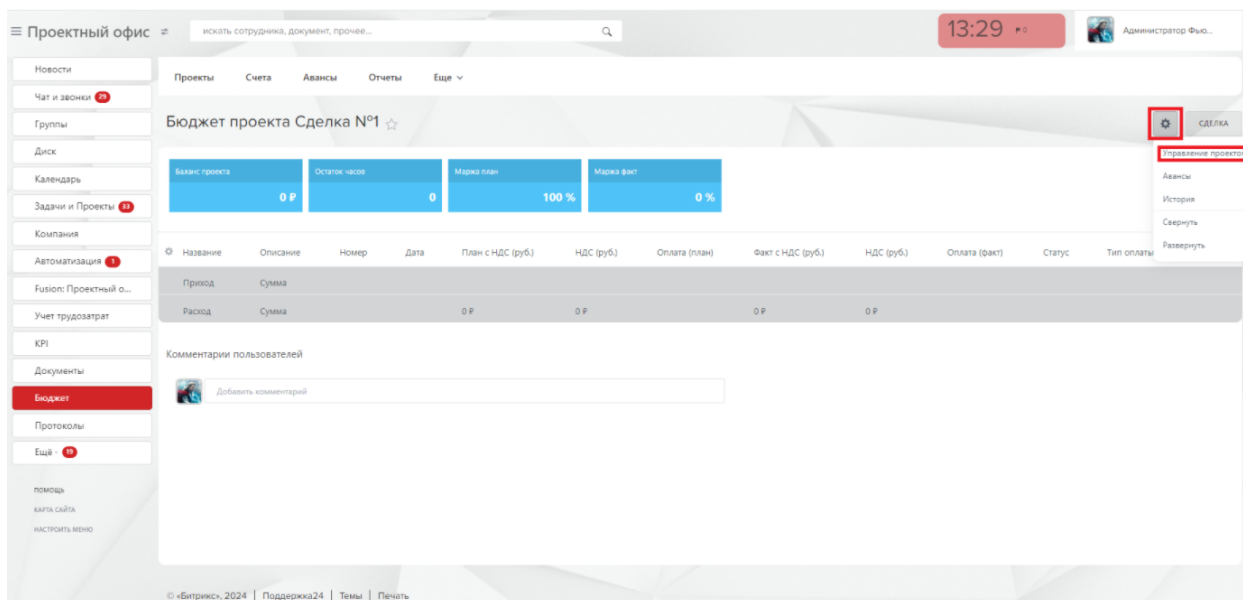 Проектный офис
искать сотрудника, документ, прочее...
13:29
0
Администратор Фью...
Новости
Чат и звонки 29
Группы
Диск
Календарь
Задачи и Проекты 33
Компания
Автоматизация 1
Fusion: Проектный о...
Учет трудозатрат
KPI
Документы
Бюджет
Протоколы
Ещё - 19
ПОМОЩЬ
КАРТА САЙТА
НАСТРОИТЬ МЕНЮ
Проекты Счета Авансы Отчеты Еще
Бюджет проекта Сделка №1
СДЕЛКА
Управление проектом
Авансы
История
Свернуть
Развернуть
Баланс проекта Остаток часов Маржа план Маржа факт
0 ₽ 0 100 % 0 %
Название Описание Номер Дата План с НДС (руб.) НДС (руб.) Оплата (план) Факт с НДС (руб.) НДС (руб.) Оплата (факт) Статус Тип оплаты
Приход Сумма
Расход Сумма 0 ₽ 0 ₽ 0 ₽ 0 ₽
Комментарии пользователей
Добавить комментарий
© «Битрикс», 2024 | Поддержка24 | Темы | Печать